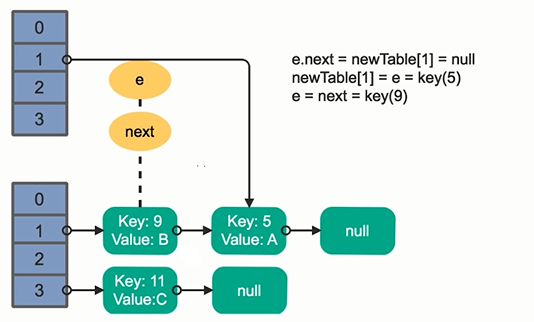 0
1
2
3
e
next
e.next = newTable[1] = null
newTable[1] = e = key(5)
e = next = key(9)
0
1
2
3
Key: 9
Value: B
Key: 5
Value: A
null
Key: 11
Value:C
null